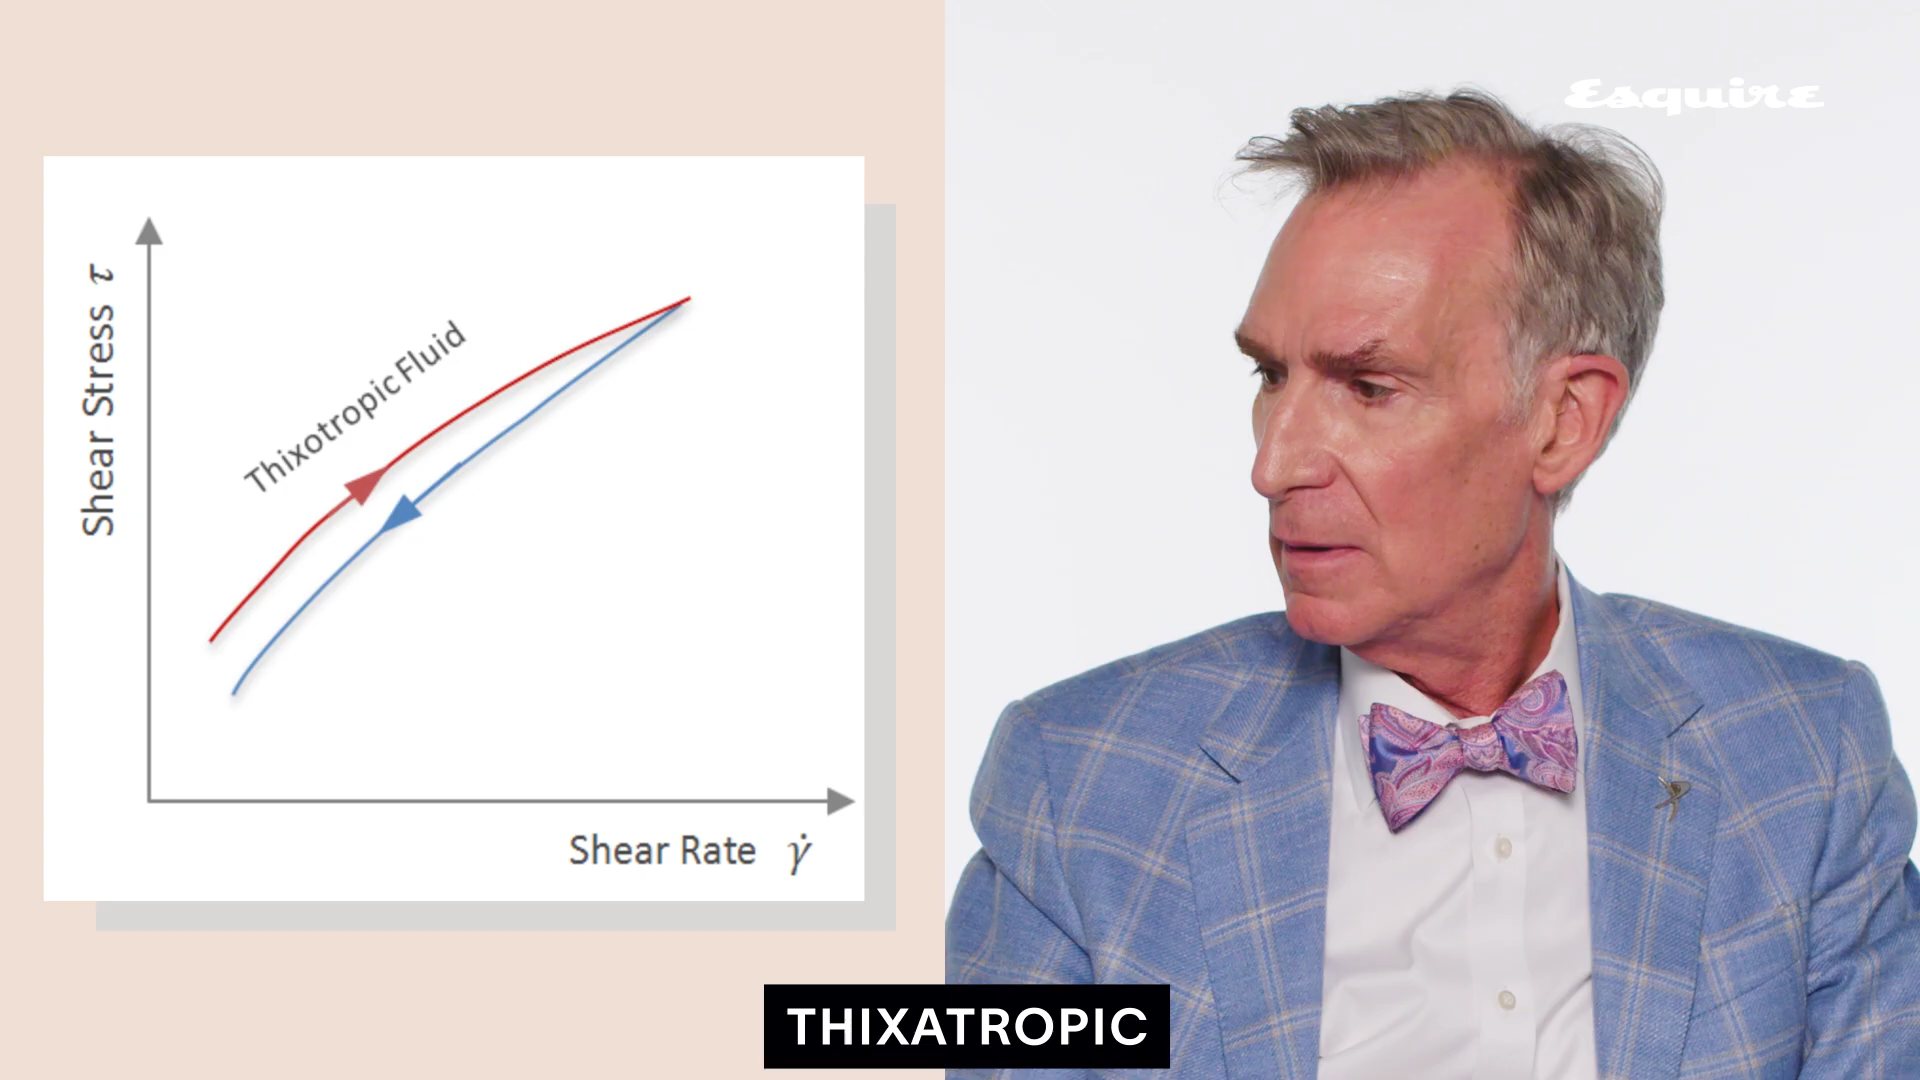 Esquire
Shear Stress τ
Thixotropic Fluid
Shear Rate γ̇
THIXATROPIC